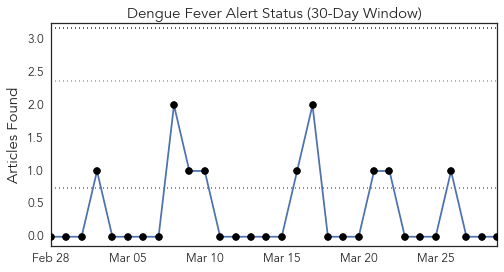 Dengue Fever Alert Status (30-Day Window)
Articles Found
3.0
2.5
2.0
1.5
1.0
0.5
0.0
Feb 28 Mar 05 Mar 10 Mar 15 Mar 20 Mar 25